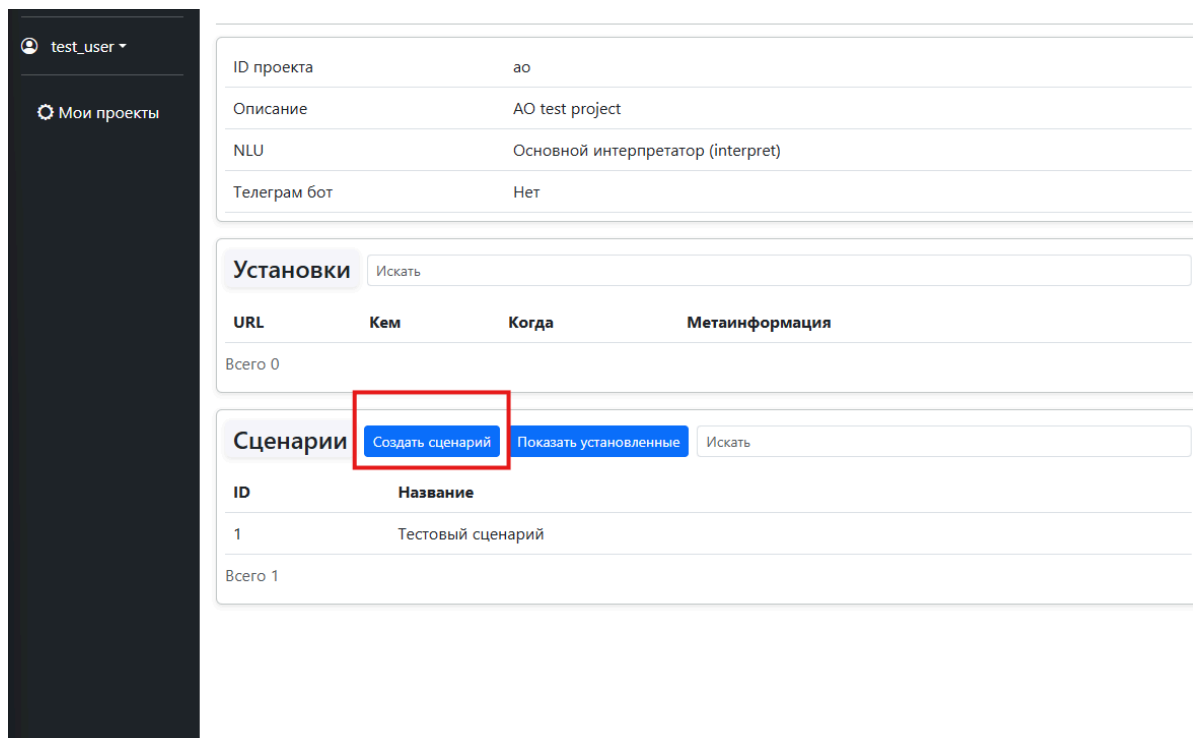 test_user
Мои проекты
ID проекта ао
Описание AO test project
NLU Основной интерпретатор (interpret)
Телеграм бот Нет
Установки Искать
URL Кем Когда Метаинформация
Всего 0
Сценарии Создать сценарий Показать установленные Искать
ID Название
1 Тестовый сценарий
Всего 1